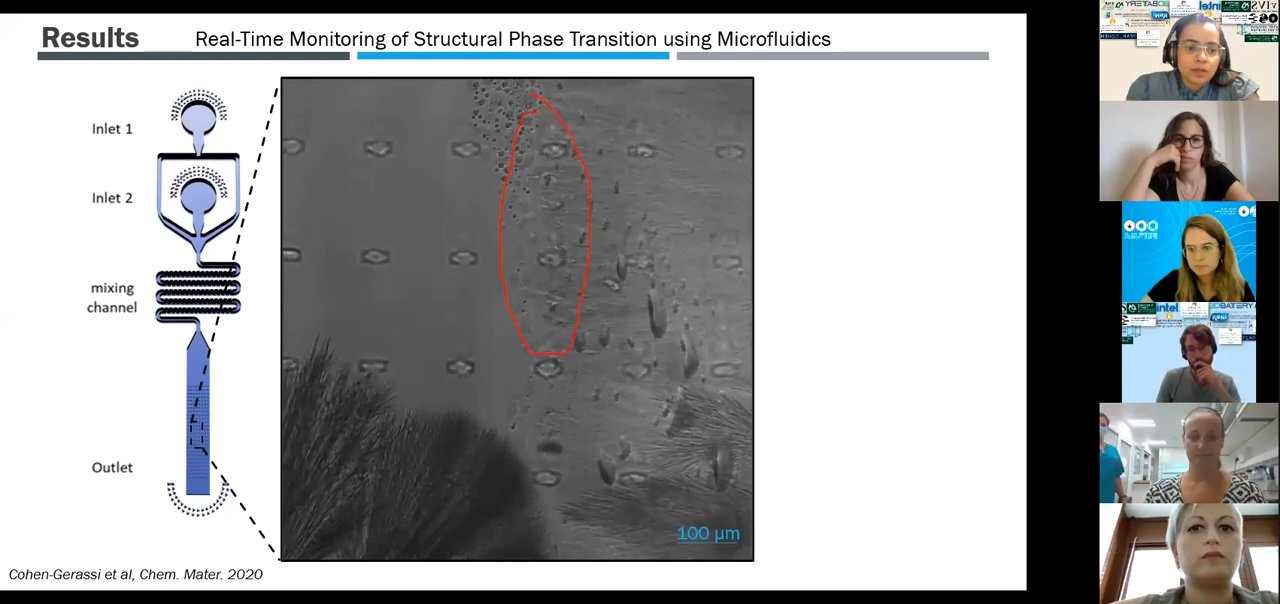 Results
Real-Time Monitoring of Structural Phase Transition using Microfluidics
Inlet 1
Inlet 2
mixing
channel
Outlet
100 µm
Cohen-Gerassi et al, Chem. Mater. 2020
intel